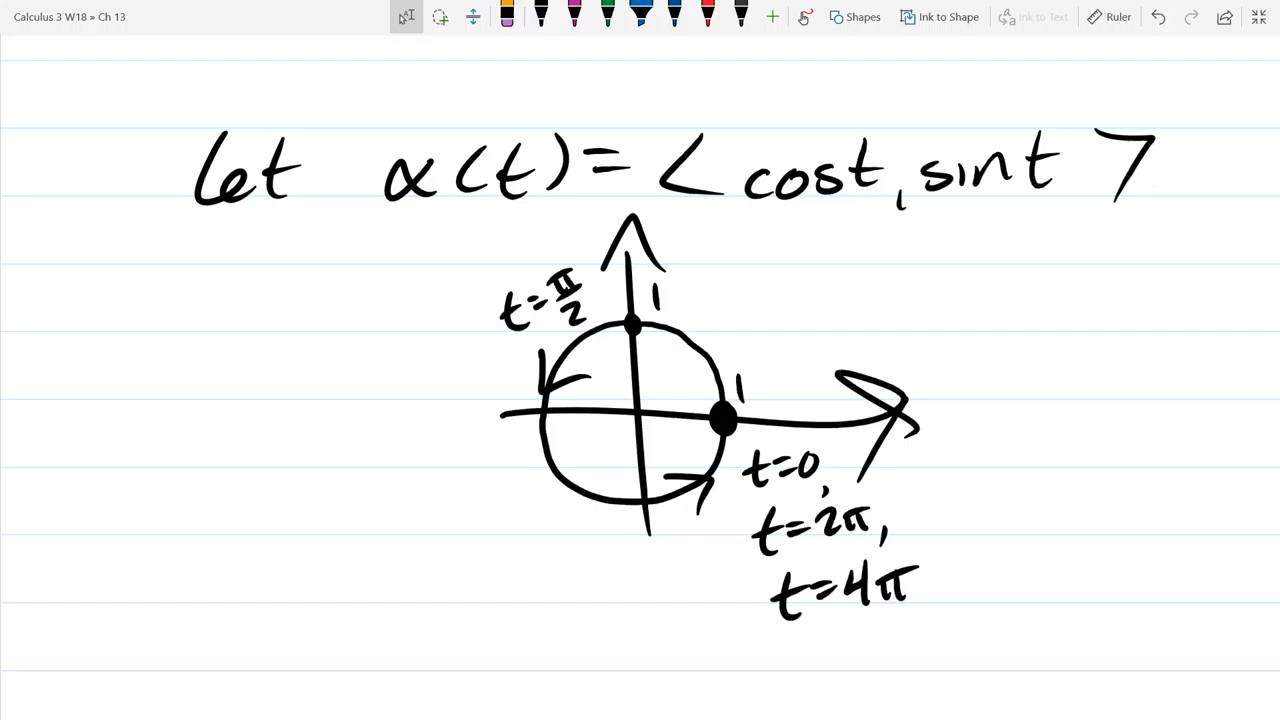 Calculus 3 W18 » Ch 13
Shapes
Ink to Shape
Ink to Text
Ruler
let α(t) = < cost, sint >
t=π/2
1
1
t=0,
t=2π,
t=4π